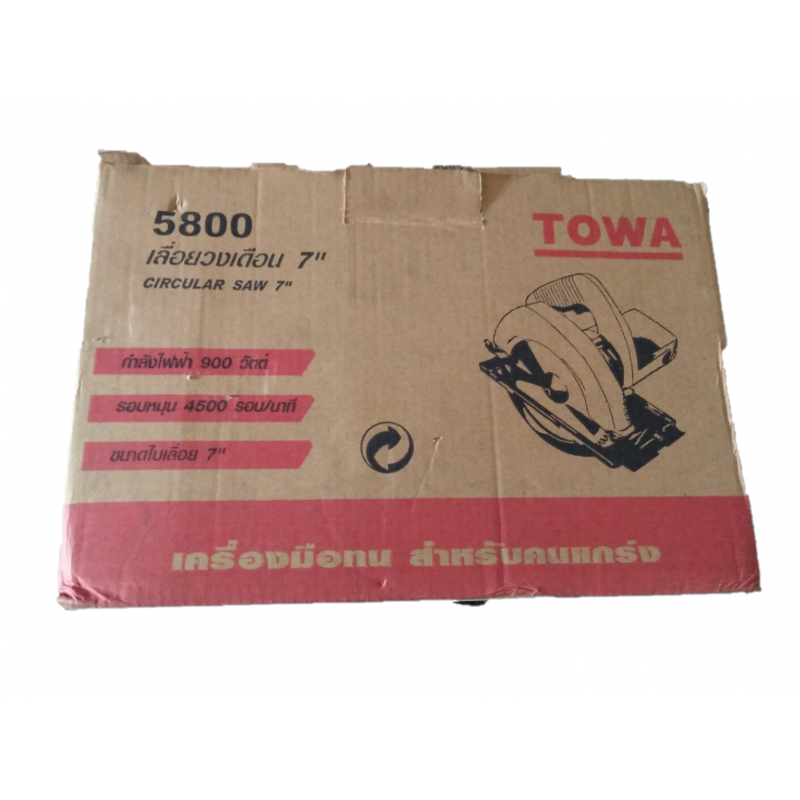 5800
TOWA
เลื่อยวงเดือน 7"
CIRCULAR SAW 7"
กำลังไฟฟ้า 900 วัตต์
รอบหมุน 4500 รอบ/นาที
ขนาดใบเลื่อย 7"
เครื่องมือทน สำหรับคนแกร่ง